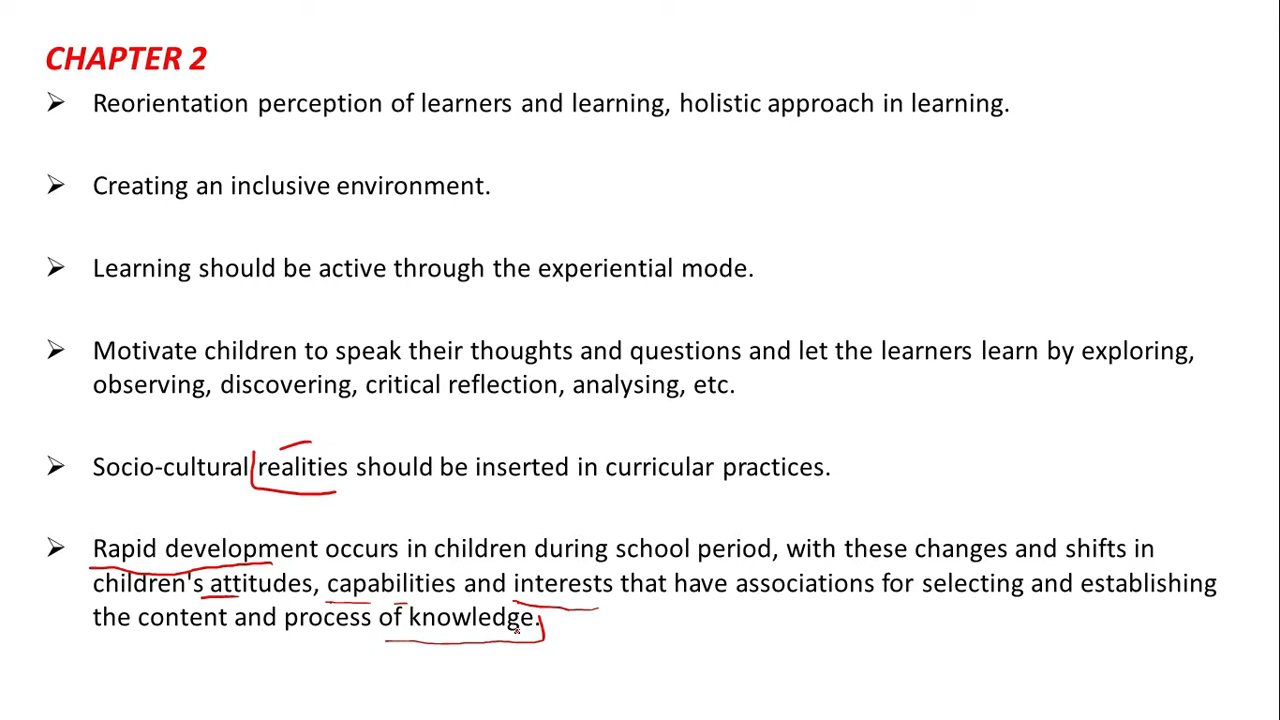 CHAPTER 2
➢ Reorientation perception of learners and learning, holistic approach in learning.
➢ Creating an inclusive environment.
➢ Learning should be active through the experiential mode.
➢ Motivate children to speak their thoughts and questions and let the learners learn by exploring,
observing, discovering, critical reflection, analysing, etc.
➢ Socio-cultural realities should be inserted in curricular practices.
➢ Rapid development occurs in children during school period, with these changes and shifts in
children's attitudes, capabilities and interests that have associations for selecting and establishing
the content and process of knowledge.